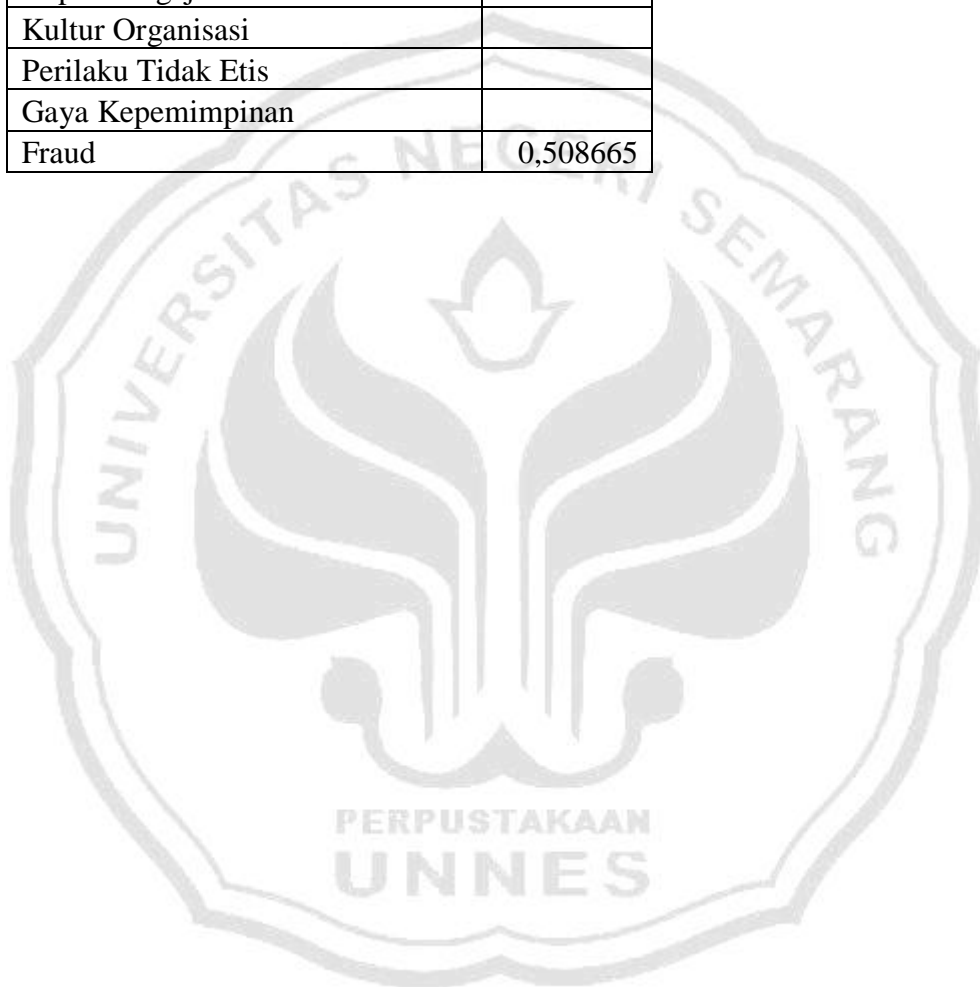 Kultur Organisasi
Perilaku Tidak Etis
Gaya Kepemimpinan
Fraud 0,508665
UNIVERSITAS NEGERI SEMARANG
PERPUSTAKAAN
UNNES